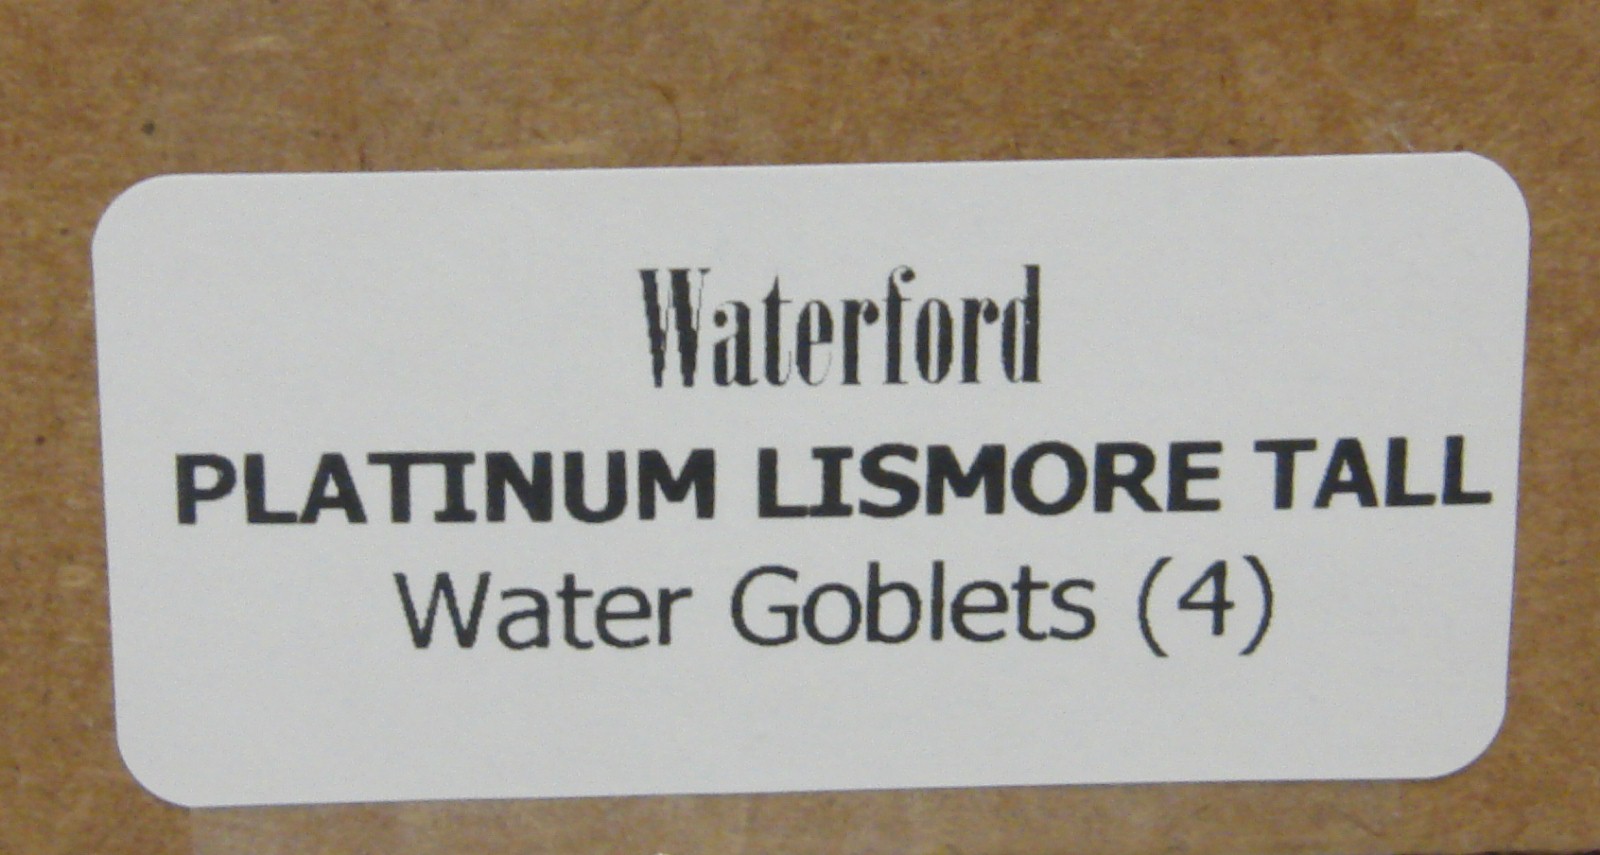 Waterford
PLATINUM LISMORE TALL
Water Goblets (4)